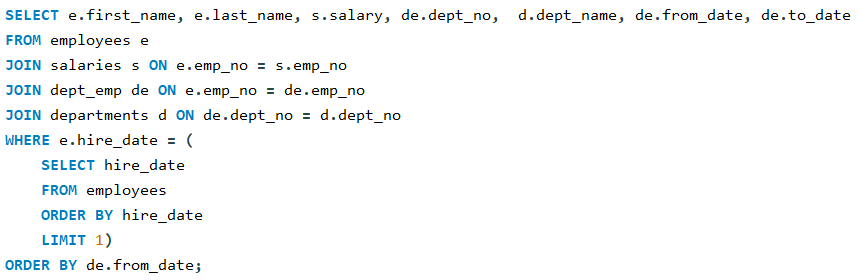 SELECT e.first_name, e.last_name, s.salary, de.dept_no,  d.dept_name, de.from_date, de.to_date
FROM employees e
JOIN salaries s ON e.emp_no = s.emp_no
JOIN dept_emp de ON e.emp_no = de.emp_no
JOIN departments d ON de.dept_no = d.dept_no
WHERE e.hire_date = (
    SELECT hire_date
    FROM employees
    ORDER BY hire_date
    LIMIT 1)
ORDER BY de.from_date;